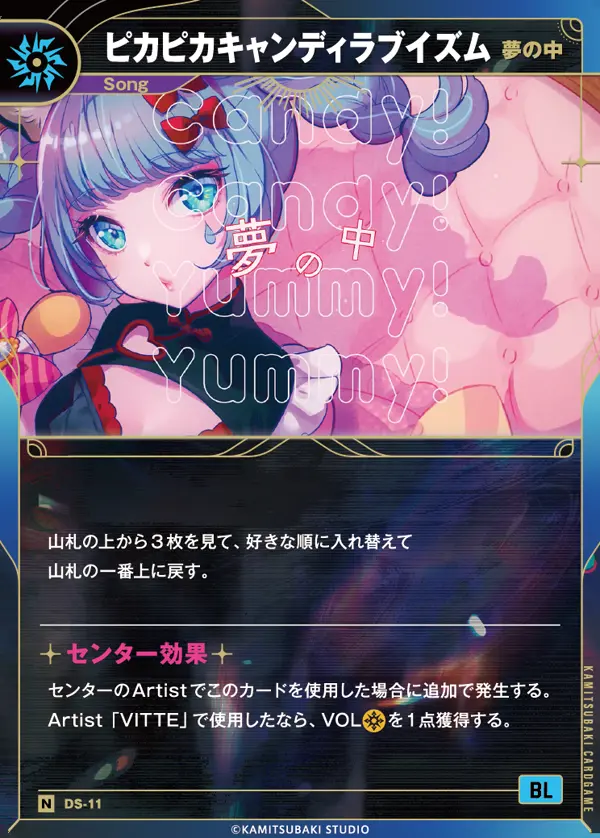 ピカピカキャンディラブイズム 夢の中
Song
candy!
candy!
Yummy!
Yummy!
夢の中
山札の上から3枚を見て、好きな順に入れ替えて
山札の一番上に戻す。
センター効果
センターのArtistでこのカードを使用した場合に追加で発生する。
Artist「VITTE」で使用したなら、VOLを1点獲得する。
KAMITSUBAKI CARDGAME
BL
N DS-11
©KAMITSUBAKI STUDIO